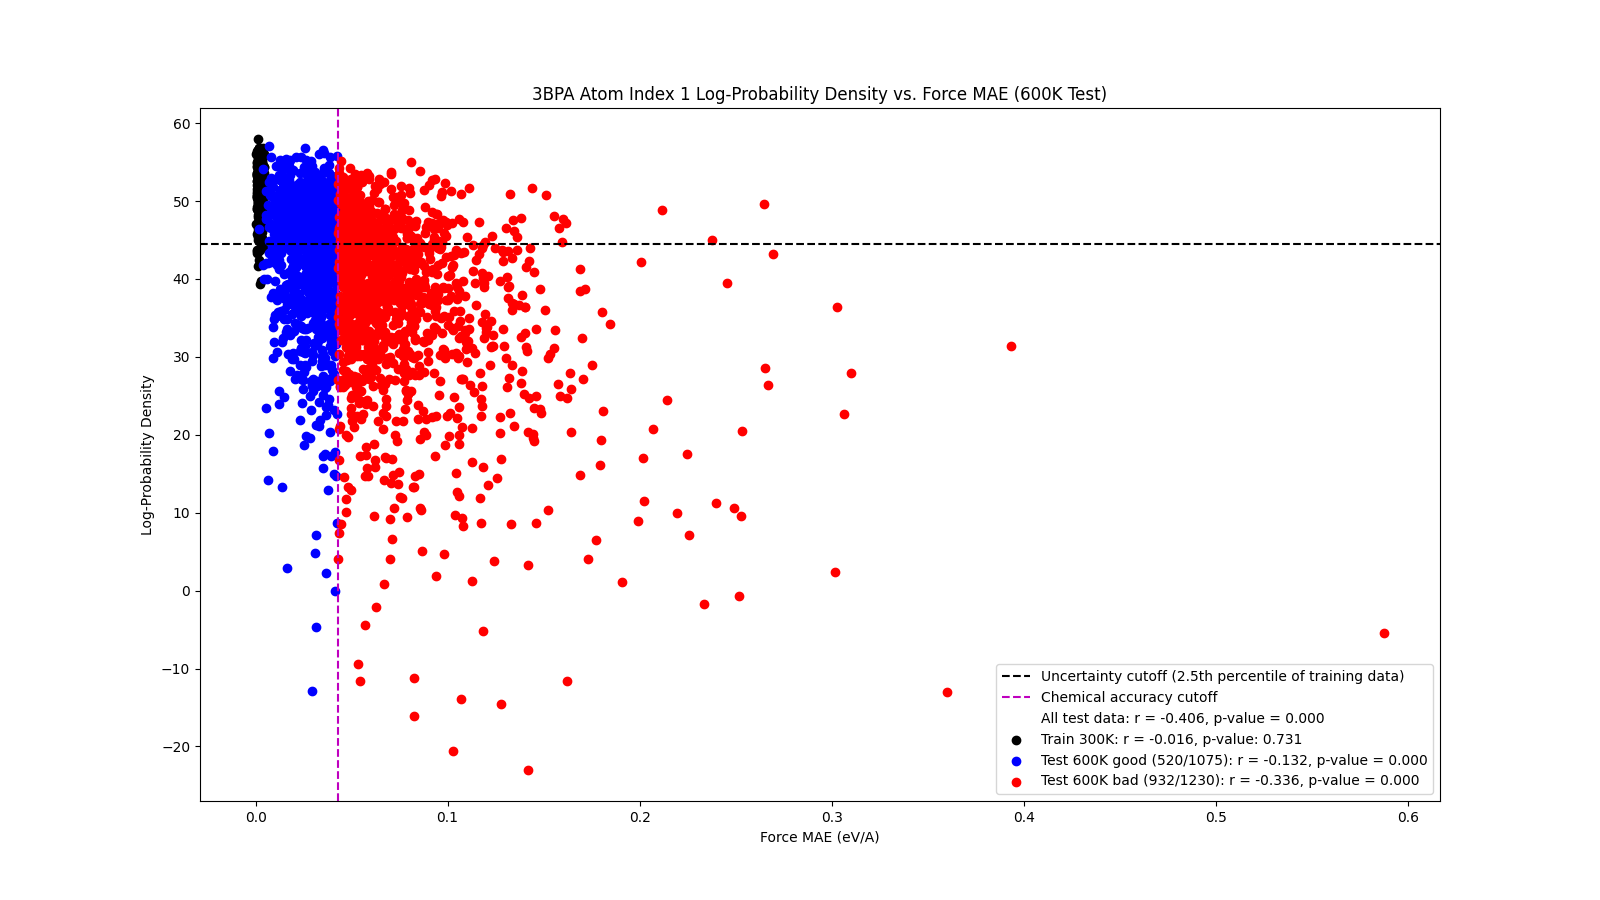 3BPA Atom Index 1 Log-Probability Density vs. Force MAE (600K Test)
60
50
40
30
20
10
0
−10
−20
Log-Probability Density
0.0 0.1 0.2 0.3 0.4 0.5 0.6
Force MAE (eV/A)
Uncertainty cutoff (2.5th percentile of training data)
Chemical accuracy cutoff
All test data: r = -0.406, p-value = 0.000
Train 300K: r = -0.016, p-value: 0.731
Test 600K good (520/1075): r = -0.132, p-value = 0.000
Test 600K bad (932/1230): r = -0.336, p-value = 0.000